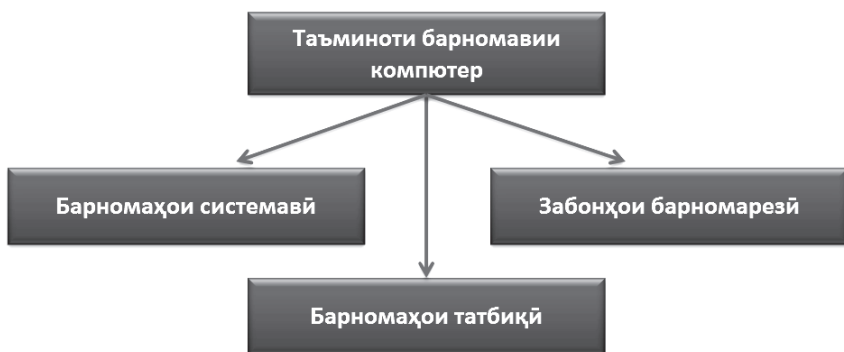 Таъминоти барномавии
компютер
Барномаҳои системавӣ
Забонҳои барномарезӣ
Барномаҳои татбиқӣ